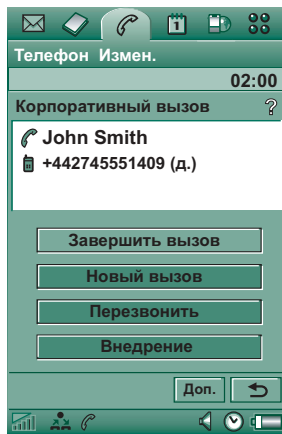 Телефон Измен.
02:00
Корпоративный вызов ?
John Smith
+442745551409 (д.)
Завершить вызов
Новый вызов
Перезвонить
Внедрение
Доп.